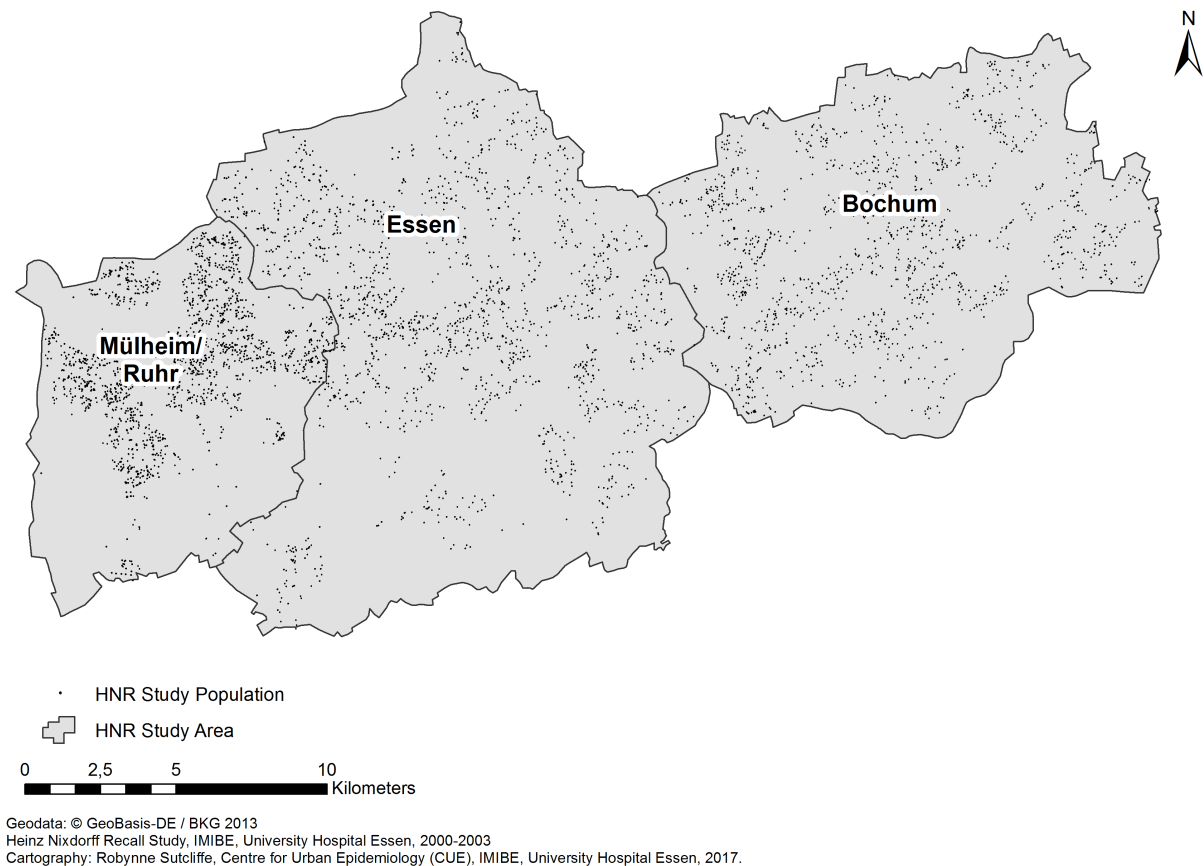 N
Bochum
Essen
Mülheim/
Ruhr
HNR Study Population
HNR Study Area
0 2,5 5 10
Kilometers
Geodata: © GeoBasis-DE / BKG 2013
Heinz Nixdorff Recall Study, IMIBE, University Hospital Essen, 2000-2003
Cartography: Robynne Sutcliffe, Centre for Urban Epidemiology (CUE), IMIBE, University Hospital Essen, 2017.